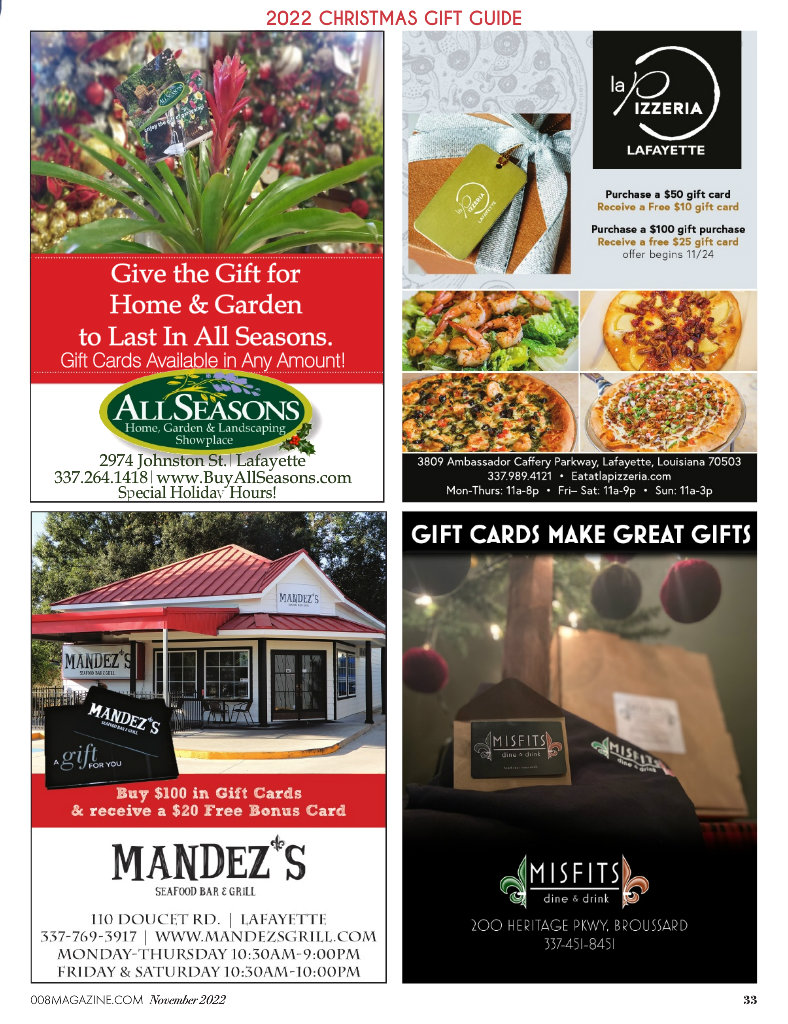 2022 CHRISTMAS GIFT GUIDE
ALLSEASONS
Give the Gift for
Home & Garden
to Last In All Seasons.
Gift Cards Available in Any Amount!
ALLSEASONS
Home, Garden & Landscaping
Showplace
2974 Johnston St.|Lafayette
337.264.1418|www.BuyAllSeasons.com
Special Holiday Hours!
la PIZZERIA
LAFAYETTE
la PIZZERIA
LAFAYETTE
Purchase a $50 gift card
Receive a Free $10 gift card
Purchase a $100 gift purchase
Receive a free $25 gift card
offer begins 11/24
3809 Ambassador Caffery Parkway, Lafayette, Louisiana 70503
337.989.4121 • Eatatlapizzeria.com
Mon-Thurs: 11a-8p • Fri– Sat: 11a-9p • Sun: 11a-3p
MANDEZ'S
MANDEZ'S
SEAFOOD BAR & GRILL
MANDEZ'S
SEAFOOD BAR & GRILL
A gift FOR YOU
Buy $100 in Gift Cards
& receive a $20 Free Bonus Card
MANDEZ'S
SEAFOOD BAR & GRILL
110 DOUCET RD. | LAFAYETTE
337-769-3917 | WWW.MANDEZSGRILL.COM
MONDAY-THURSDAY 10:30AM-9:00PM
FRIDAY & SATURDAY 10:30AM-10:00PM
GIFT CARDS MAKE GREAT GIFTS
MISFITS
dine & drink
MISFITS
dine & drink
MISFITS
dine & drink
200 HERITAGE PKWY, BROUSSARD
337-451-8451
008MAGAZINE.COM November 2022
33